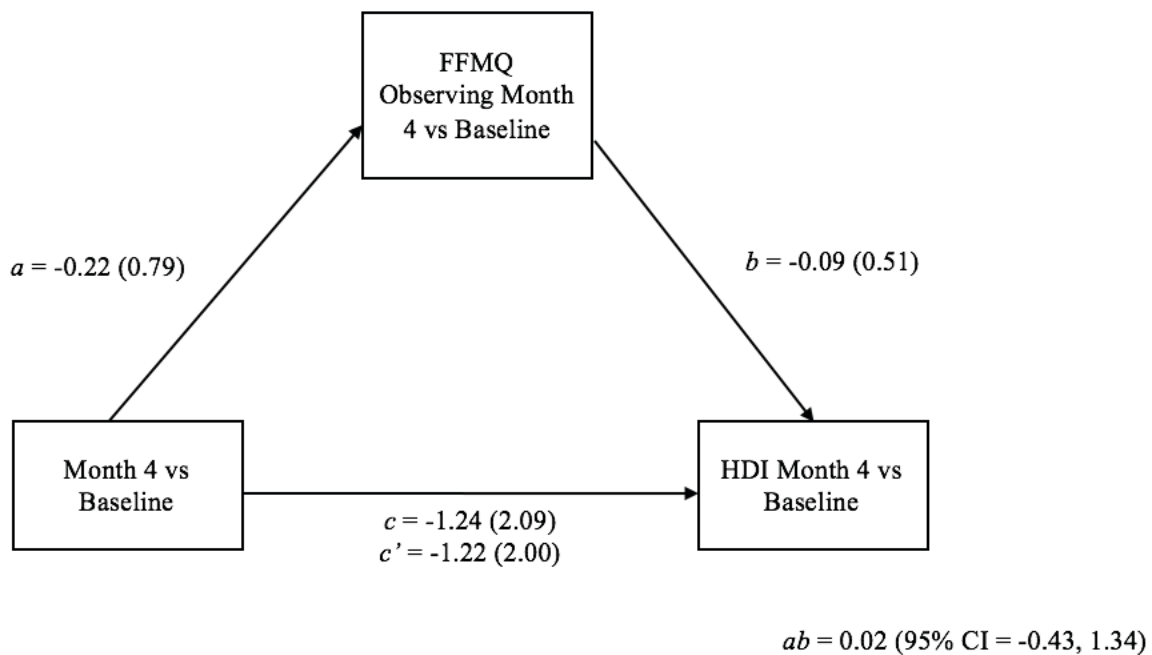 FFMQ
Observing Month
4 vs Baseline
a = -0.22 (0.79)
b = -0.09 (0.51)
Month 4 vs
Baseline
HDI Month 4 vs
Baseline
c = -1.24 (2.09)
c’ = -1.22 (2.00)
ab = 0.02 (95% CI = -0.43, 1.34)